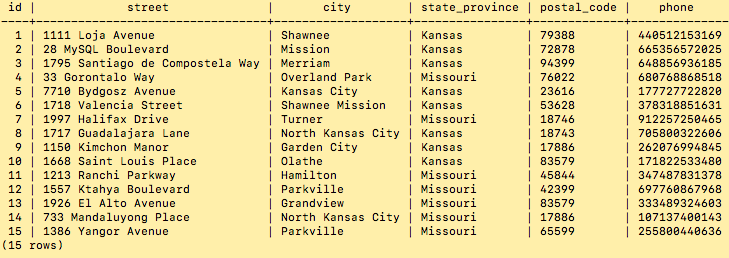 id | street | city | state_province | postal_code | phone
----+-------------------------------+-------------------+----------------+-------------+--------------
1 | 1111 Loja Avenue | Shawnee | Kansas | 79388 | 440512153169
2 | 28 MySQL Boulevard | Mission | Kansas | 72878 | 665356572025
3 | 1795 Santiago de Compostela Way | Merriam | Kansas | 94399 | 648856936185
4 | 33 Gorontalo Way | Overland Park | Missouri | 76022 | 680768868518
5 | 7710 Bydgosz Avenue | Kansas City | Kansas | 23616 | 177727722820
6 | 1718 Valencia Street | Shawnee Mission | Kansas | 53628 | 378318851631
7 | 1997 Halifax Drive | Turner | Missouri | 18746 | 912257250465
8 | 1717 Guadalajara Lane | North Kansas City | Kansas | 18743 | 705800322606
9 | 1150 Kimchon Manor | Garden City | Kansas | 17886 | 262076994845
10 | 1668 Saint Louis Place | Olathe | Kansas | 83579 | 171822533480
11 | 1213 Ranchi Parkway | Hamilton | Missouri | 45844 | 347487831378
12 | 1557 Ktahya Boulevard | Parkville | Missouri | 42399 | 697760867968
13 | 1926 El Alto Avenue | Grandview | Missouri | 83579 | 333489324603
14 | 733 Mandaluyong Place | North Kansas City | Missouri | 17886 | 107137400143
15 | 1386 Yangor Avenue | Parkville | Missouri | 65599 | 255800440636
(15 rows)